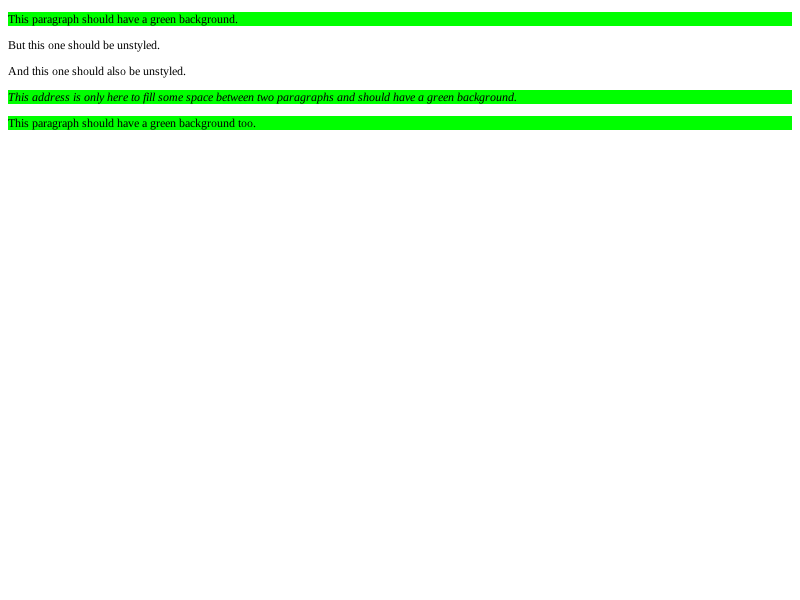 This paragraph should have a green background.
But this one should be unstyled.
And this one should also be unstyled.
This address is only here to fill some space between two paragraphs and should have a green background.
This paragraph should have a green background too.